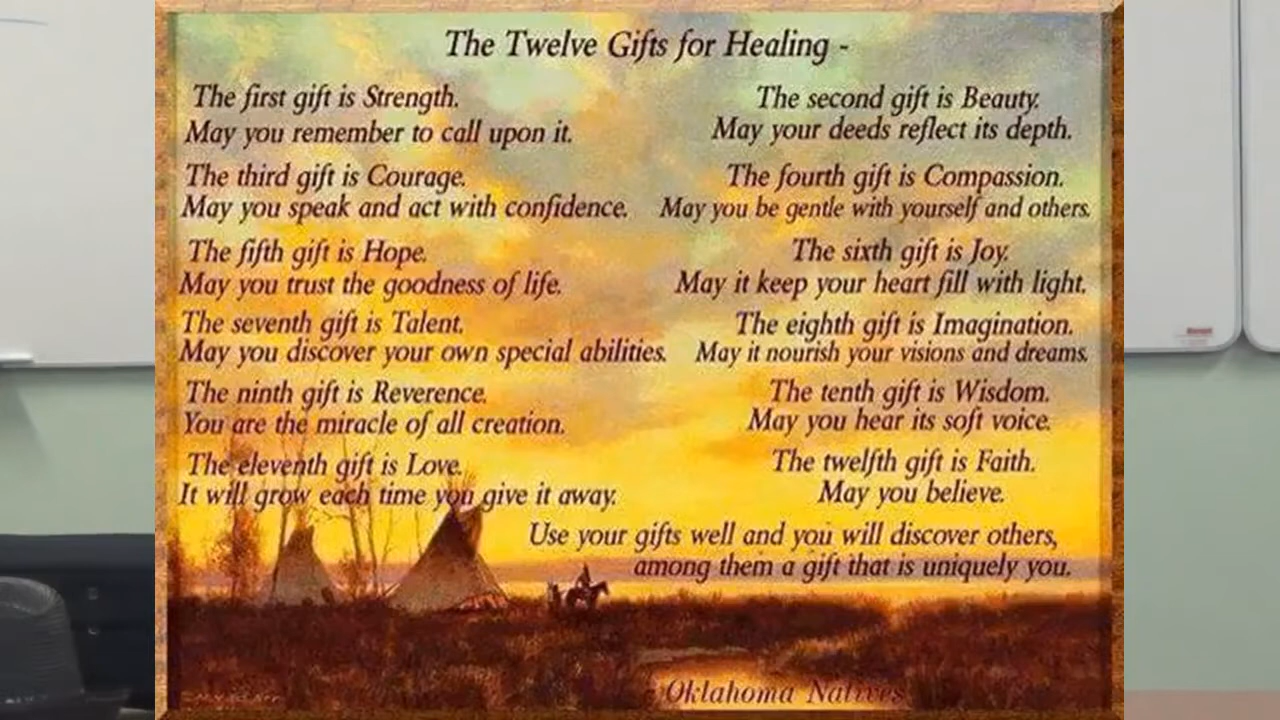 The Twelve Gifts for Healing -
The first gift is Strength.
May you remember to call upon it.
The second gift is Beauty.
May your deeds reflect its depth.
The third gift is Courage.
May you speak and act with confidence.
The fourth gift is Compassion.
May you be gentle with yourself and others.
The fifth gift is Hope.
May you trust the goodness of life.
The sixth gift is Joy.
May it keep your heart fill with light.
The seventh gift is Talent.
May you discover your own special abilities.
The eighth gift is Imagination.
May it nourish your visions and dreams.
The ninth gift is Reverence.
You are the miracle of all creation.
The tenth gift is Wisdom.
May you hear its soft voice.
The eleventh gift is Love.
It will grow each time you give it away.
The twelfth gift is Faith.
May you believe.
Use your gifts well and you will discover others,
among them a gift that is uniquely you.
Oklahoma Natives